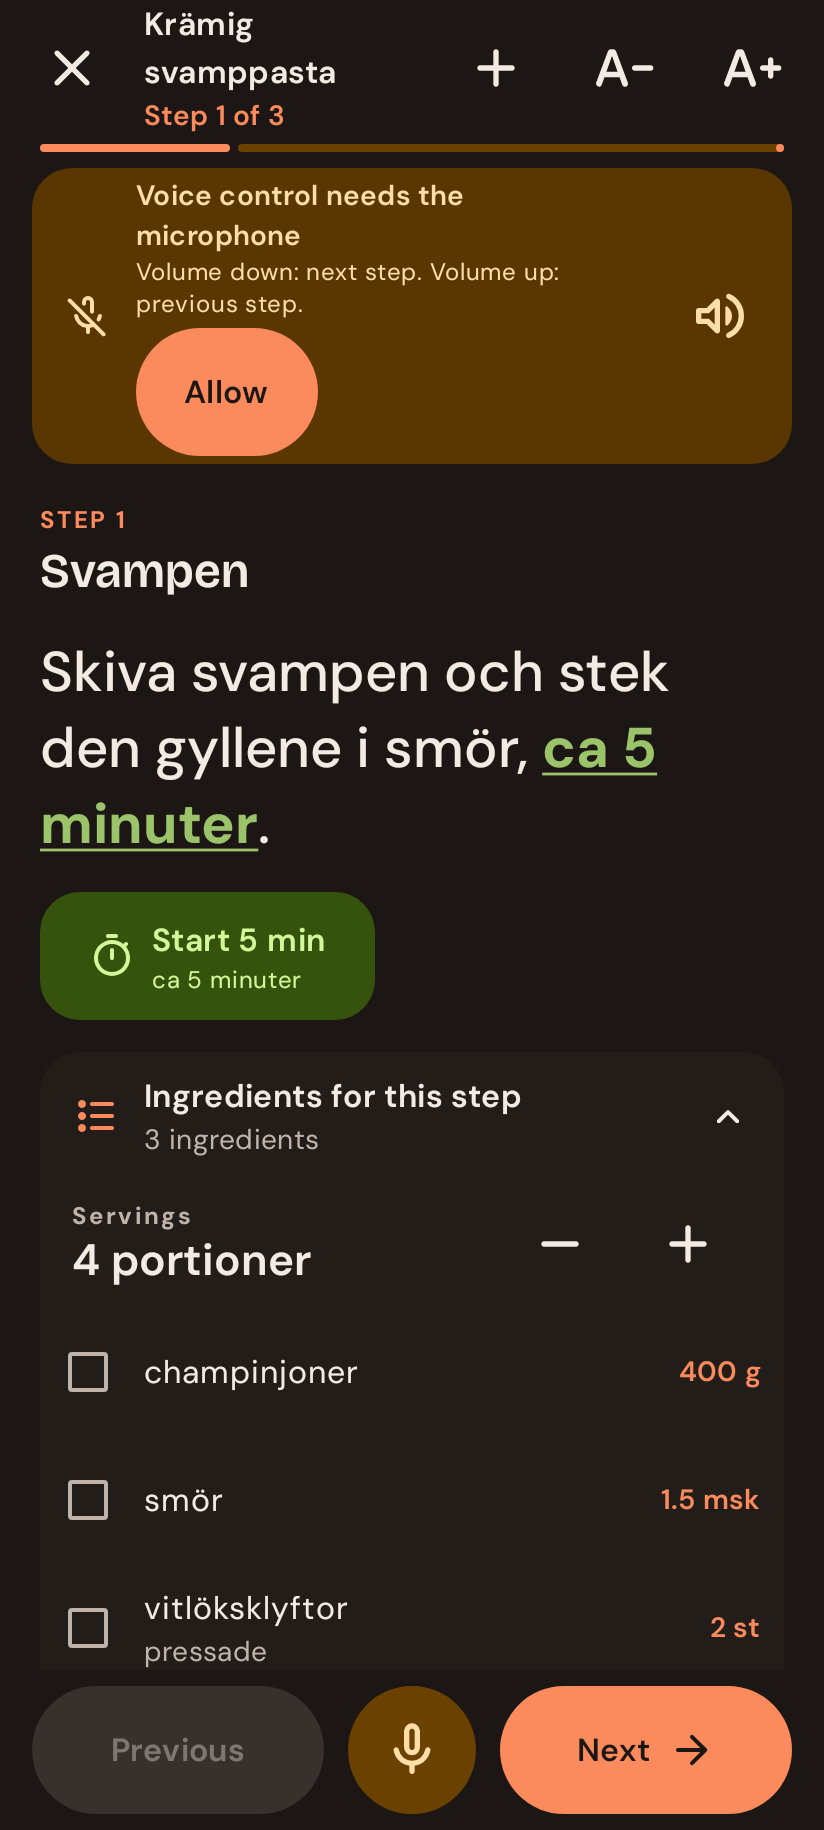 Krämig
svamppasta
Step 1 of 3
A−
A+
Voice control needs the
microphone
Volume down: next step. Volume up:
previous step.
Allow
STEP 1
Svampen
Skiva svampen och stek
den gyllene i smör, ca 5
minuter.
Start 5 min
ca 5 minuter
Ingredients for this step
3 ingredients
Servings
4 portioner
champinjoner
400 g
smör
1.5 msk
vitlöksklyftor
2 st
pressade
Previous
Next